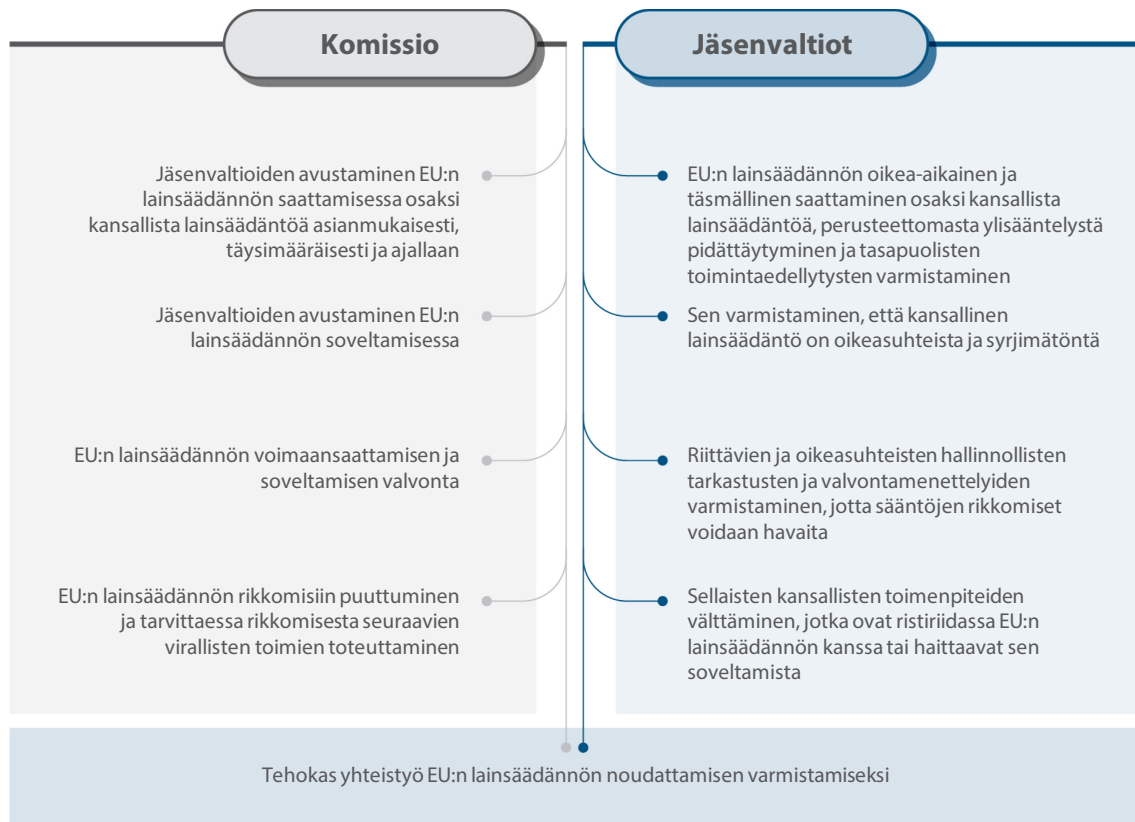 Komissio
Jäsenvaltioiden avustaminen EU:n
lainsäädännön saattamisessa osaksi
kansallista lainsäädäntöä asianmukaisesti,
täysimääräisesti ja ajallaan
Jäsenvaltioiden avustaminen EU:n
lainsäädännön soveltamisessa
EU:n lainsäädännön voimaansaattamisen ja
soveltamisen valvonta
EU:n lainsäädännön rikkomisiin puuttuminen
ja tarvittaessa rikkomisesta seuraavien
virallisten toimien toteuttaminen
Jäsenvaltiot
EU:n lainsäädännön oikea-aikainen ja
täsmällinen saattaminen osaksi kansallista
lainsäädäntöä, perusteettomasta ylisääntelystä
pidättäytyminen ja tasapuolisten
toimintaedellytysten varmistaminen
Sen varmistaminen, että kansallinen
lainsäädäntö on oikeasuhteista ja syrjimätöntä
Riittävien ja oikeasuhteisten hallinnollisten
tarkastusten ja valvontamenettelyiden
varmistaminen, jotta sääntöjen rikkomiset
voidaan havaita
Sellaisten kansallisten toimenpiteiden
välttäminen, jotka ovat ristiriidassa EU:n
lainsäädännön kanssa tai haittaavat sen
soveltamista
Tehokas yhteistyö EU:n lainsäädännön noudattamisen varmistamiseksi